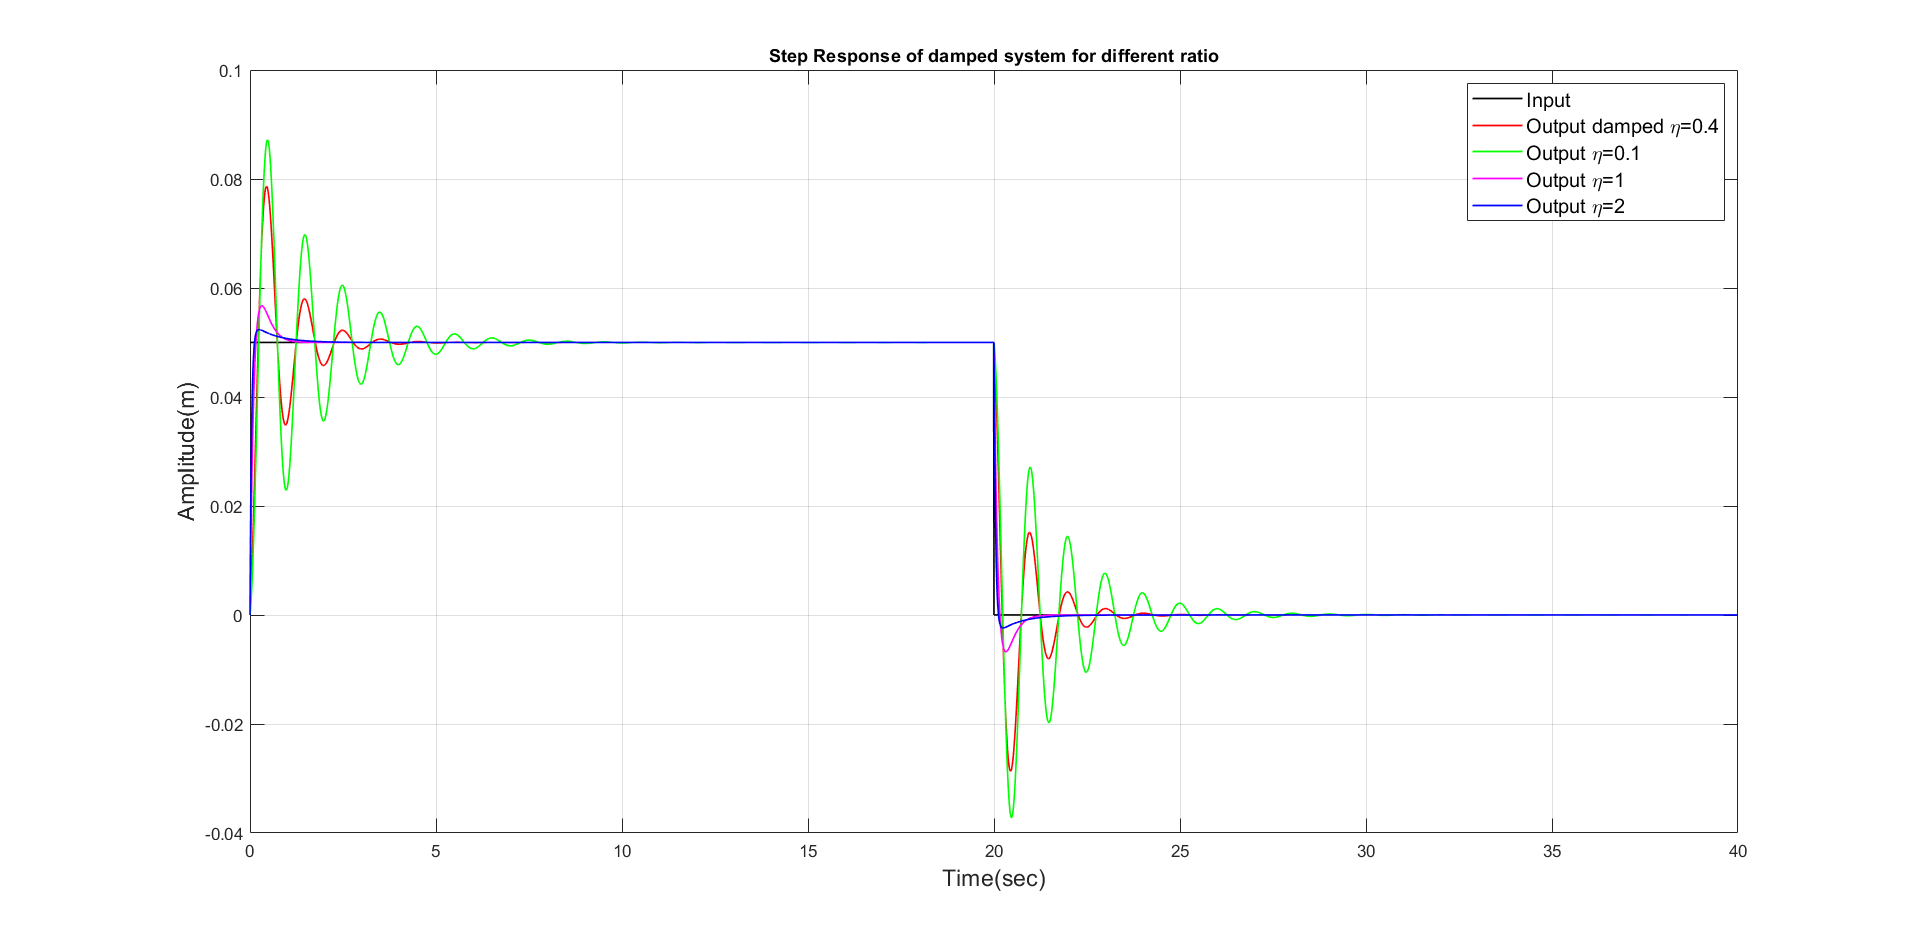 Step Response of damped system for different ratio
0.1
0.08
0.06
0.04
0.02
0
-0.02
-0.04
Amplitude(m)
0 5 10 15 20 25 30 35 40
Time(sec)
Input
Output damped η=0.4
Output η=0.1
Output η=1
Output η=2